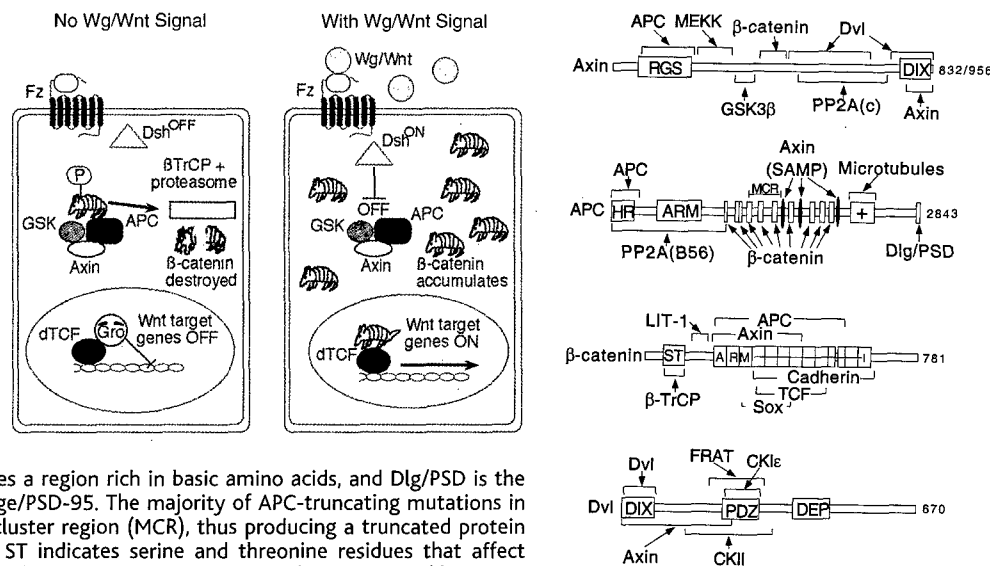 No Wg/Wnt Signal
With Wg/Wnt Signal
Fz
Dsh OFF
P
βTrCP +
proteasome
GSK
APC
Axin
β-catenin
destroyed
dTCF
Gro
Wnt target
genes OFF
Wg/Wnt
Fz
Dsh ON
OFF
GSK
APC
Axin
β-catenin
accumulates
dTCF
Wnt target
genes ON
es a region rich in basic amino acids, and Dlg/PSD is the
ge/PSD-95. The majority of APC-truncating mutations in
cluster region (MCR), thus producing a truncated protein
ST indicates serine and threonine residues that affect
APC MEKK β-catenin Dvl
Axin RGS DIX 832/956
GSK3β PP2A(c) Axin
Axin
APC (SAMP) Microtubules
MCR
APC HR ARM + 2843
PP2A(B56) β-catenin Dlg/PSD
LIT-1 APC
Axin
β-catenin ST A R M I 781
Cadherin
β-TrCP TCF
Sox
FRAT
Dvl CKIε
Dvl DIX PDZ DEP 670
Axin CKII